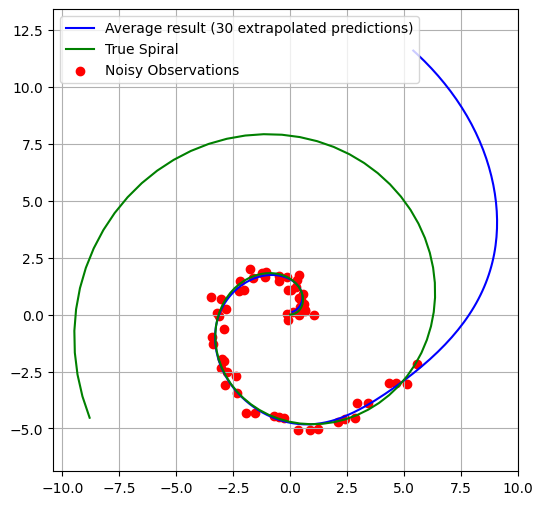 Average result (30 extrapolated predictions)
True Spiral
Noisy Observations
12.5
10.0
7.5
5.0
2.5
0.0
−2.5
−5.0
−10.0 −7.5 −5.0 −2.5 0.0 2.5 5.0 7.5 10.0